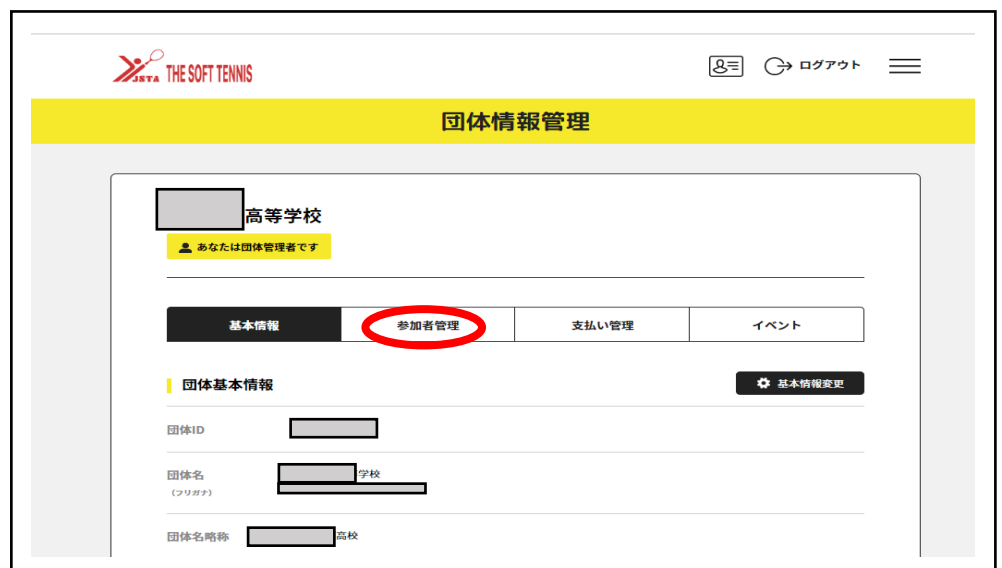 JSTA THE SOFT TENNIS
ログアウト
団体情報管理
高等学校
あなたは団体管理者です
基本情報 参加者管理 支払い管理 イベント
団体基本情報 基本情報変更
団体ID
団体名 学校
(フリガナ)
団体名略称 高校